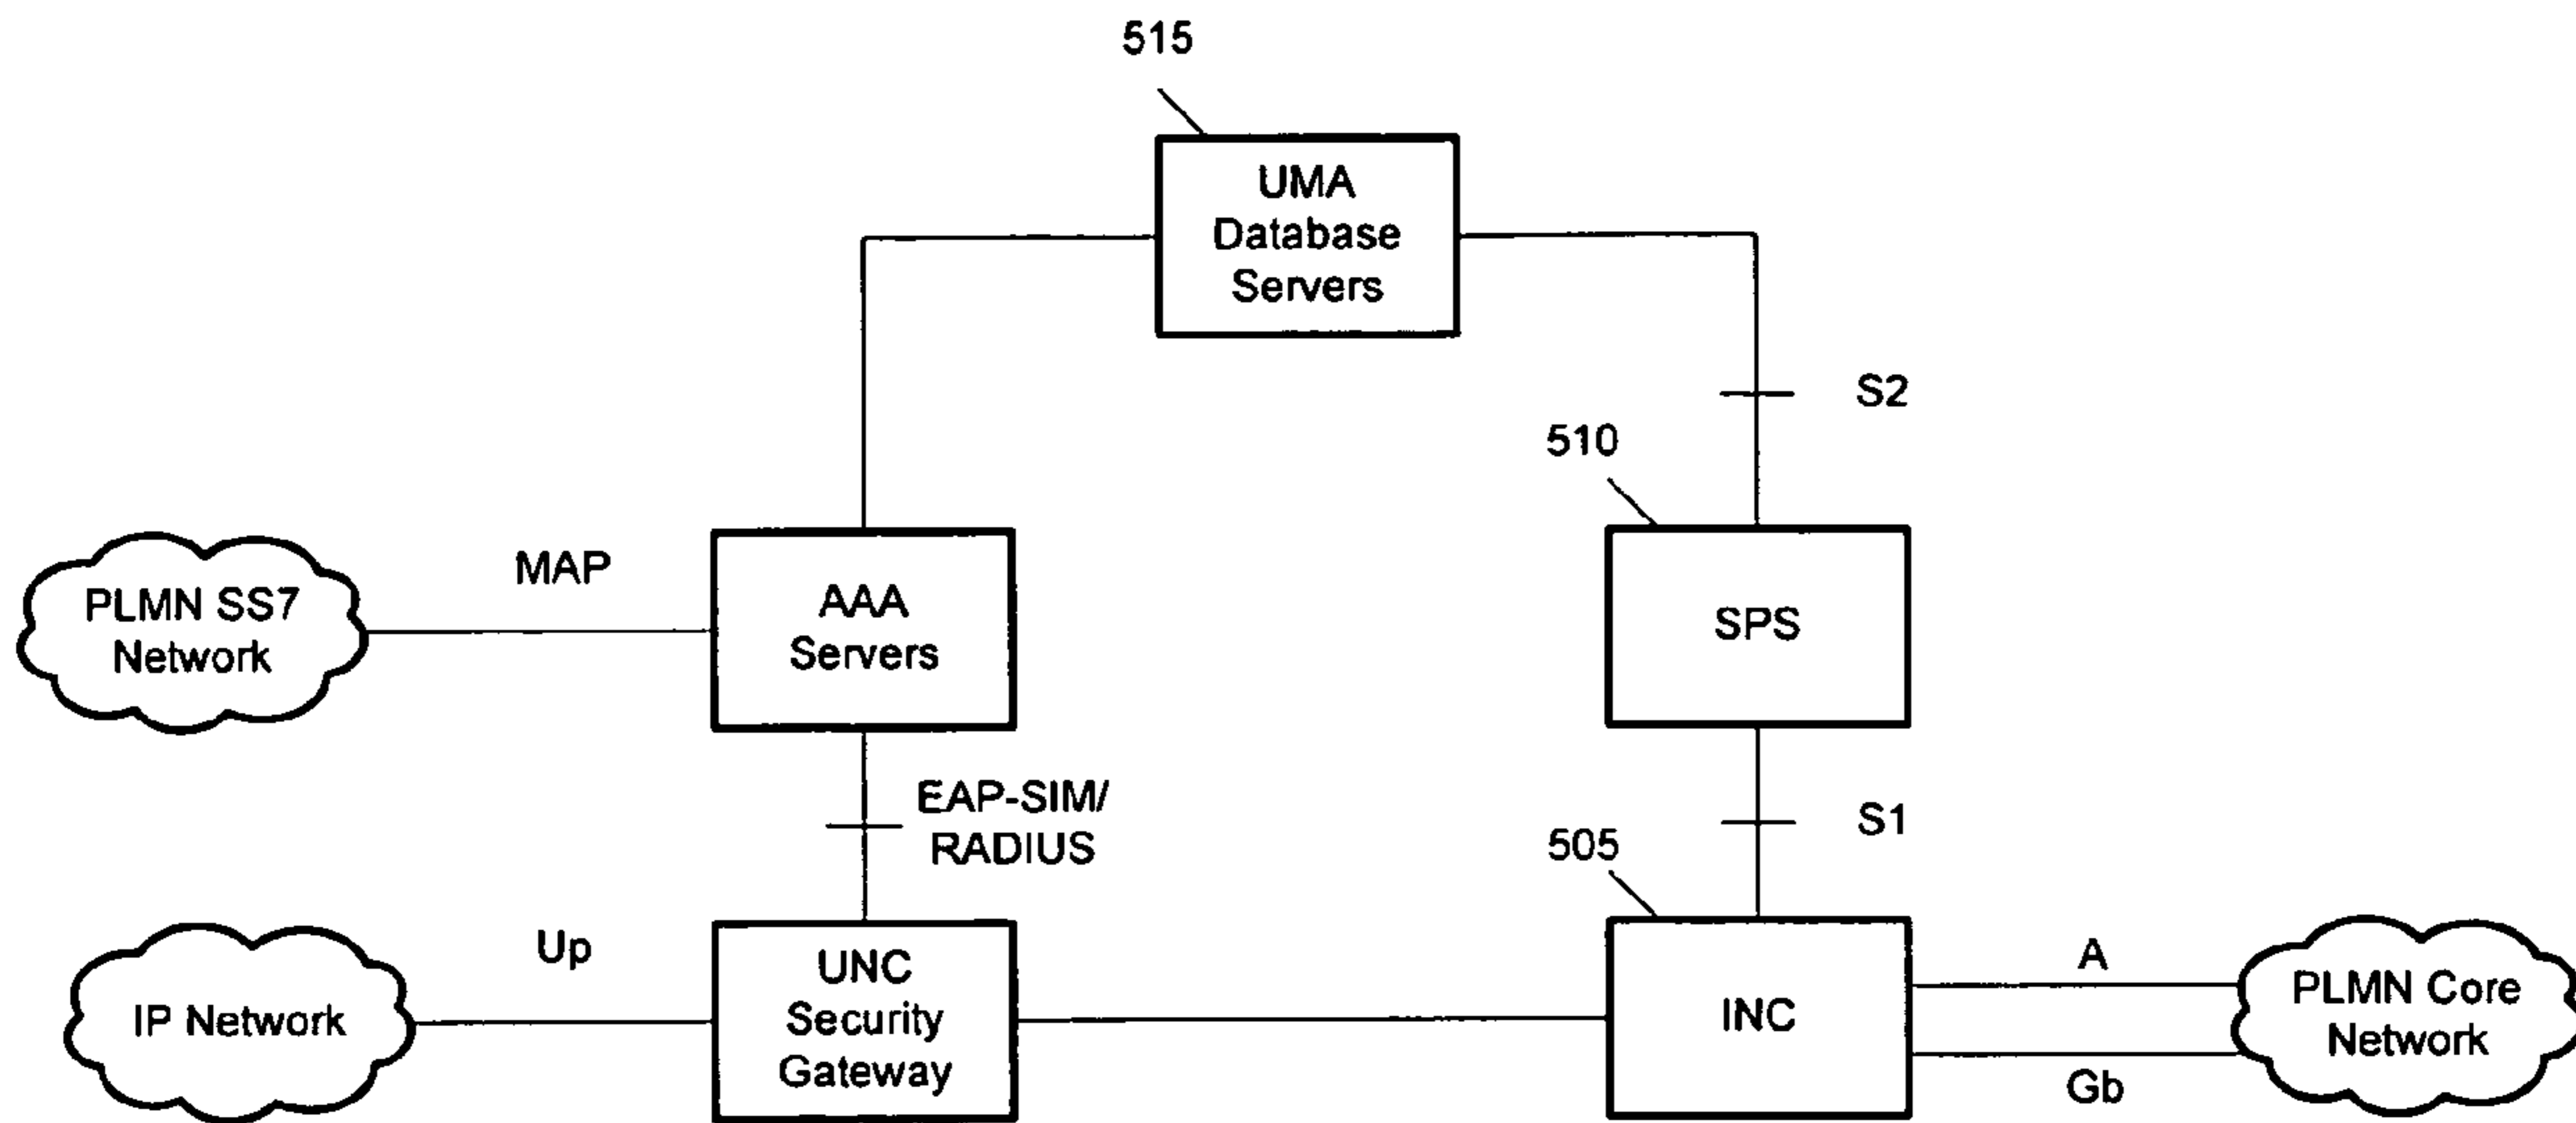 515
UMA
Database
Servers
S2
510
PLMN SS7
Network
MAP
AAA
Servers
SPS
EAP-SIM/
RADIUS
S1
505
IP Network
Up
UNC
Security
Gateway
INC
A
Gb
PLMN Core
Network